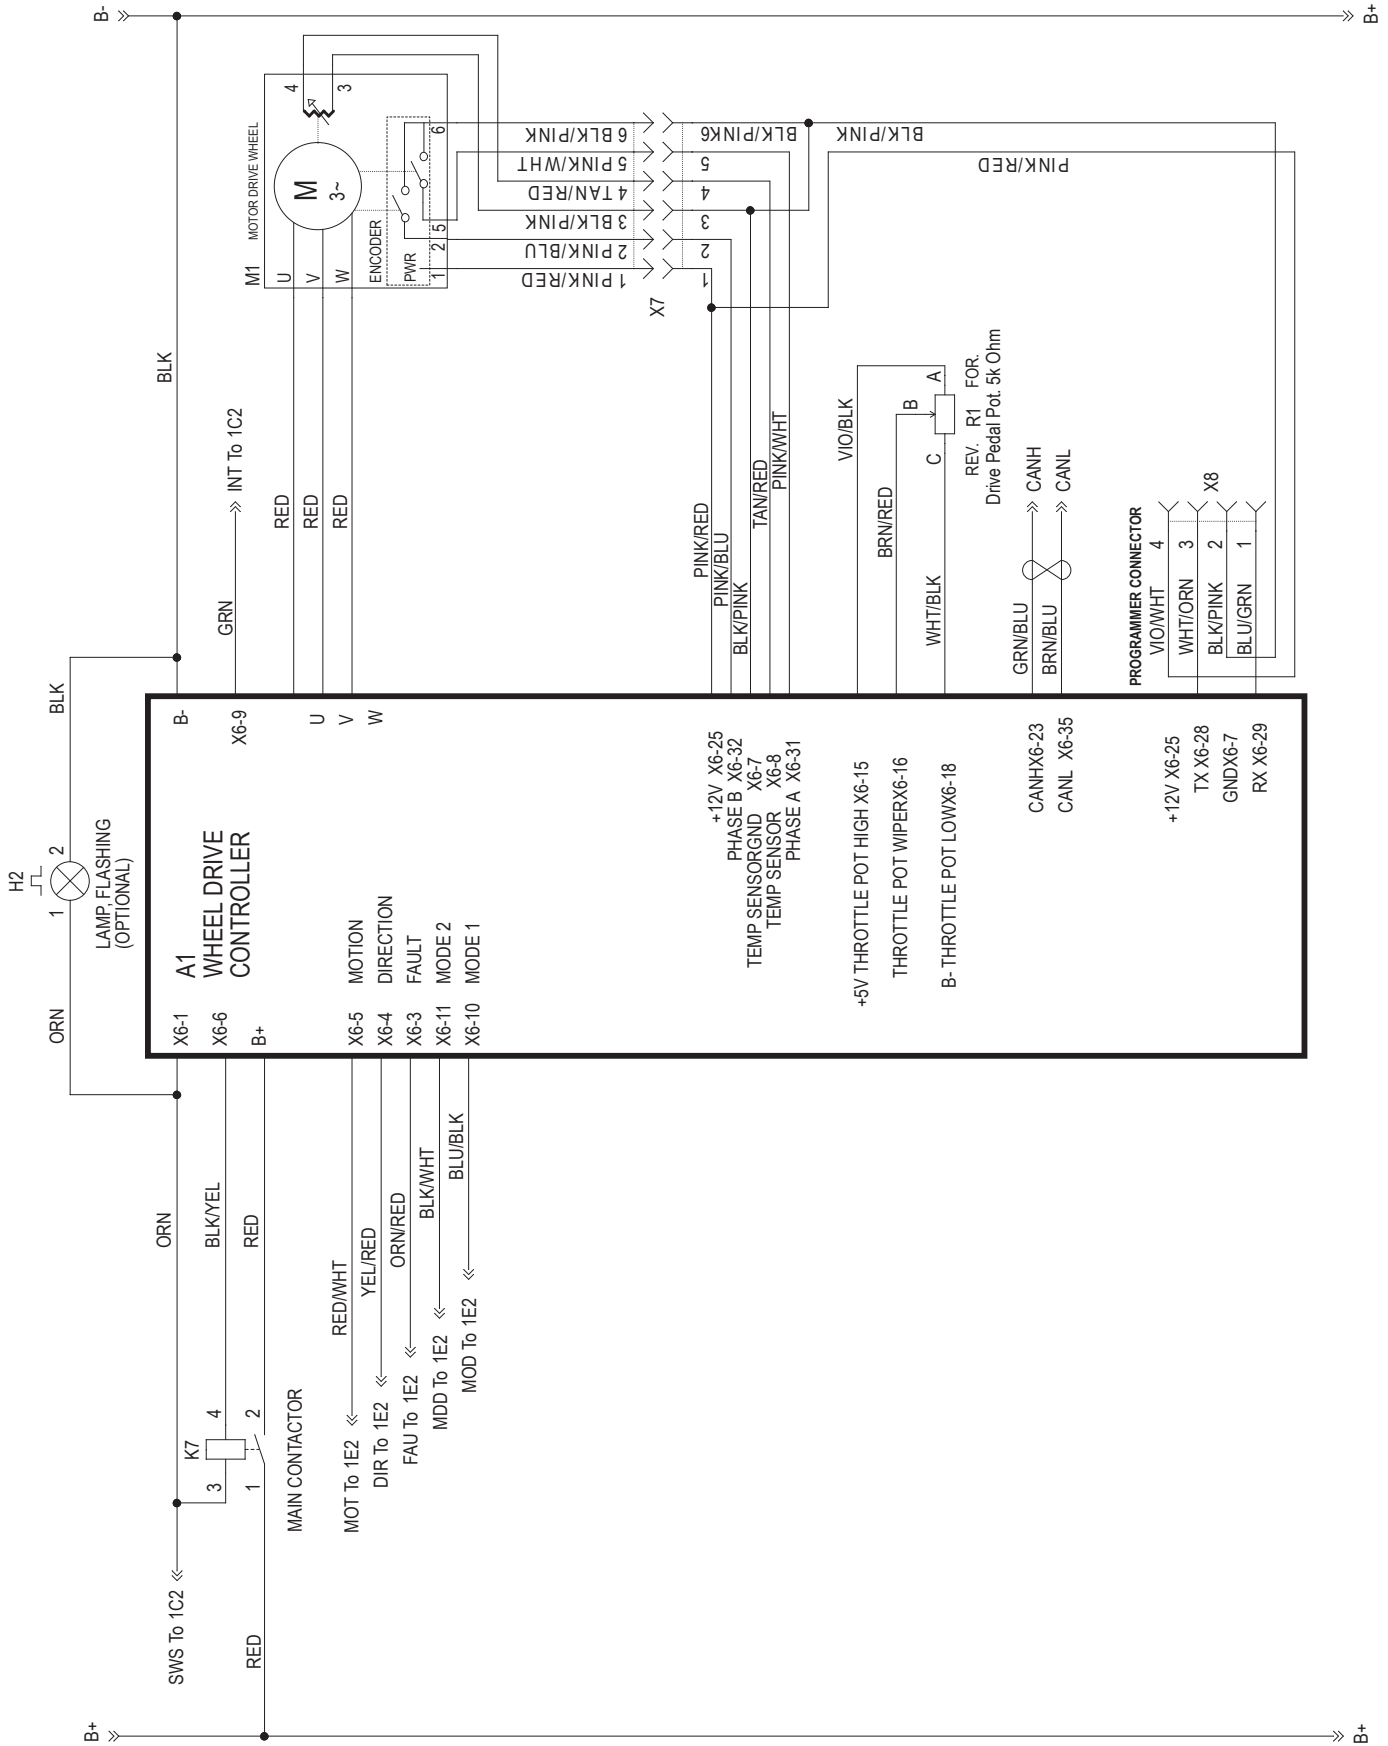 B+
B+
SWS To 1C2
RED
K7
3
4
1
2
MAIN CONTACTOR
ORN
BLK/YEL
RED
MOT To 1E2
RED/WHT
DIR To 1E2
YEL/RED
FAU To 1E2
ORN/RED
MDD To 1E2
BLK/WHT
MOD To 1E2
BLU/BLK
ORN
H2
1
2
LAMP, FLASHING
(OPTIONAL)
BLK
A1
WHEEL DRIVE
CONTROLLER
X6-1
X6-6
B+
X6-5 MOTION
X6-4 DIRECTION
X6-3 FAULT
X6-11 MODE 2
X6-10 MODE 1
B-
X6-9
U
V
W
+12V X6-25
PHASE B X6-32
TEMP SENSORGND X6-7
TEMP SENSOR X6-8
PHASE A X6-31
+5V THROTTLE POT HIGH X6-15
THROTTLE POT WIPERX6-16
B- THROTTLE POT LOWX6-18
CANHX6-23
CANL X6-35
+12V X6-25
TX X6-28
GNDX6-7
RX X6-29
BLK
GRN
INT To 1C2
RED
RED
RED
M1
MOTOR DRIVE WHEEL
U
V
W
M
3~
4
3
ENCODER
PWR
1
2
5
6
1 PINK/RED
2 PINK/BLU
3 BLK/PINK
4 TAN/RED
5 PINK/WHT
6 BLK/PINK
X7
1
2
3
4
5
BLK/PINK6
BLK/PINK
PINK/RED
PINK/RED
PINK/BLU
BLK/PINK
TAN/RED
PINK/WHT
VIO/BLK
BRN/RED
WHT/BLK
C
B
A
REV. R1 FOR.
Drive Pedal Pot. 5k Ohm
GRN/BLU
BRN/BLU
CANH
CANL
PROGRAMMER CONNECTOR
VIO/WHT 4
WHT/ORN 3
BLK/PINK 2
BLU/GRN 1
X8
B-
B+